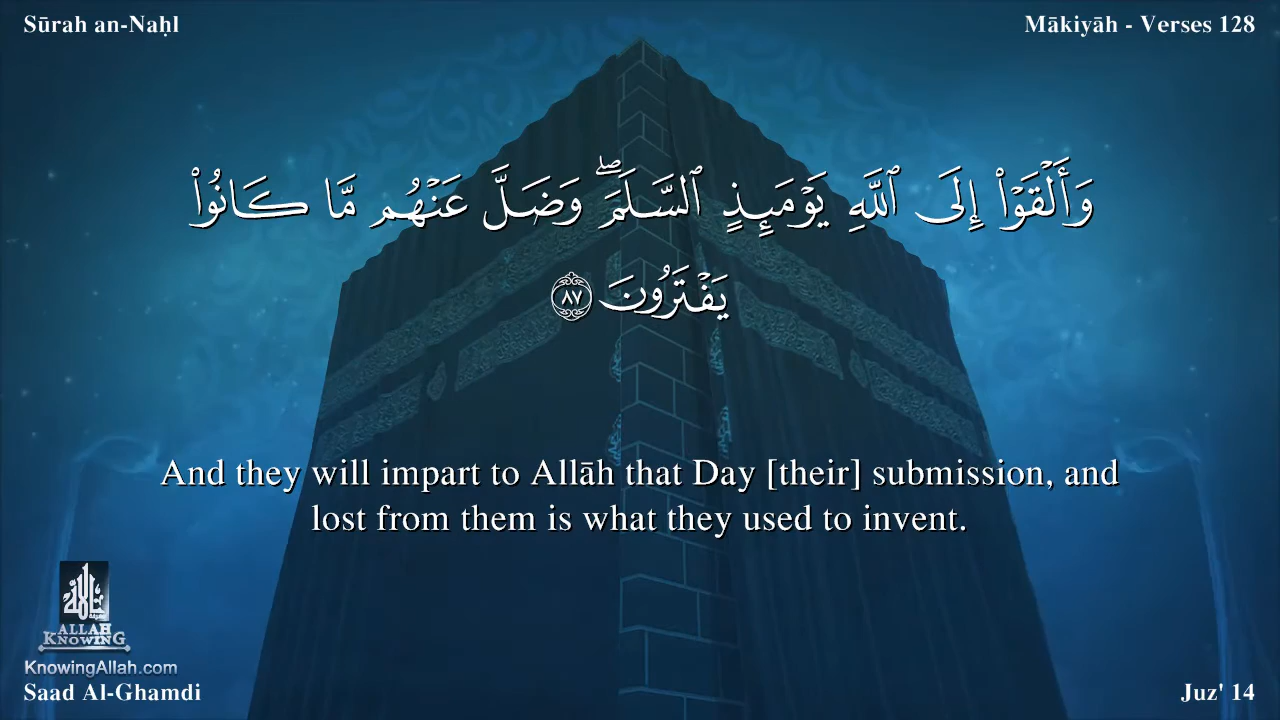 Sūrah an-Naḥl
Mākiyāh - Verses 128
وَأَلْقَوْا۟ إِلَى ٱللَّهِ يَوْمَئِذٍ ٱلسَّلَمَ ۖ وَضَلَّ عَنْهُم مَّا كَانُوا۟
يَفْتَرُونَ ٨٧
And they will impart to Allāh that Day [their] submission, and
lost from them is what they used to invent.
ALLAH
KNOWING
KnowingAllah.com
Saad Al-Ghamdi
Juz' 14